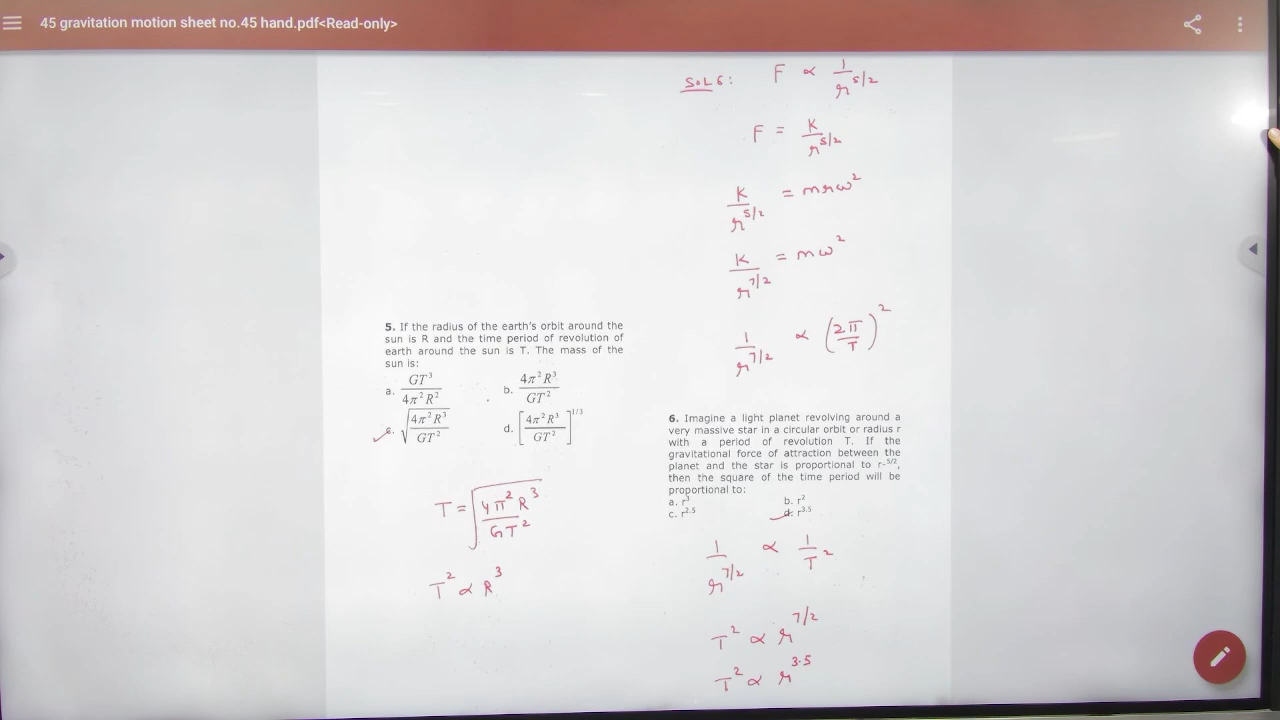 45 gravitation motion sheet no.45 hand.pdf<Read-only>
5. If the radius of the earth's orbit around the
sun is R and the time period of revolution of
earth around the sun is T. The mass of the
sun is:
a. GT³/4π²R² b. 4π²R³/GT²
c. √(4π²R³/GT²) d. [4π²R³/GT²]^1/3
T = √(4π²R³/GT²)
T² ∝ R³
SOL 6: F ∝ 1/r^5/2
F = K/r^5/2
K/r^5/2 = mrω²
K/r^7/2 = mω²
1/r^7/2 ∝ (2π/T)²
6. Imagine a light planet revolving around a
very massive star in a circular orbit or radius r
with a period of revolution T. If the
gravitational force of attraction between the
planet and the star is proportional to r-^5/2,
then the square of the time period will be
proportional to:
a. r³ b. r²
c. r^2.5 d. r^3.5
1/r^7/2 ∝ 1/T²
T² ∝ r^7/2
T² ∝ r^3.5